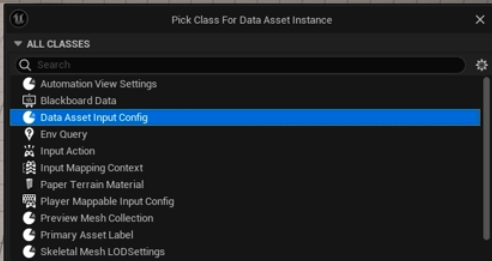 Pick Class For Data Asset Instance
ALL CLASSES
Search
Automation View Settings
Blackboard Data
Data Asset Input Config
Env Query
Input Action
Input Mapping Context
Paper Terrain Material
Player Mappable Input Config
Preview Mesh Collection
Primary Asset Label
Skeletal Mesh LODSettings